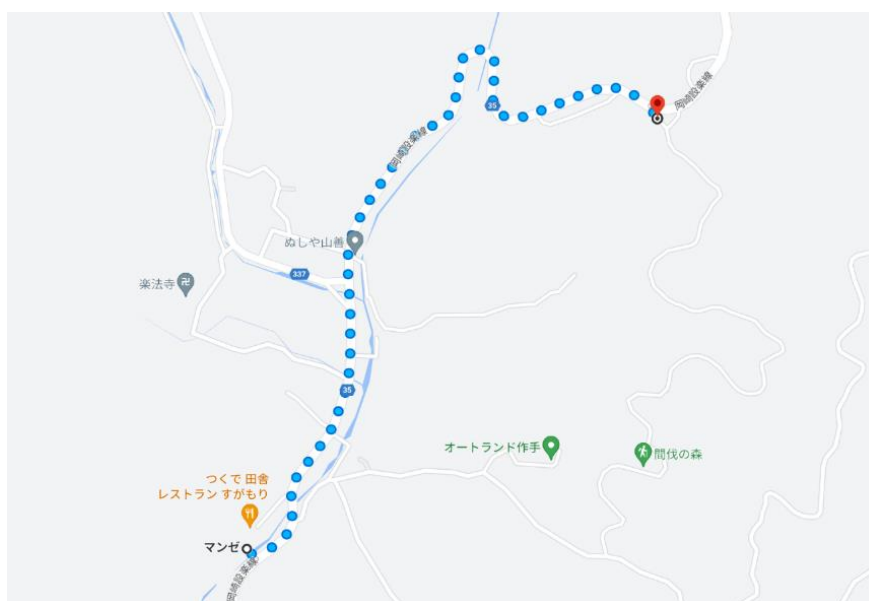 岡崎設楽線
35
岡崎設楽線
ぬしや山善
楽法寺
337
35
オートランド作手
間伐の森
つくで 田舎
レストラン すがもり
マンゼ
岡崎設楽線